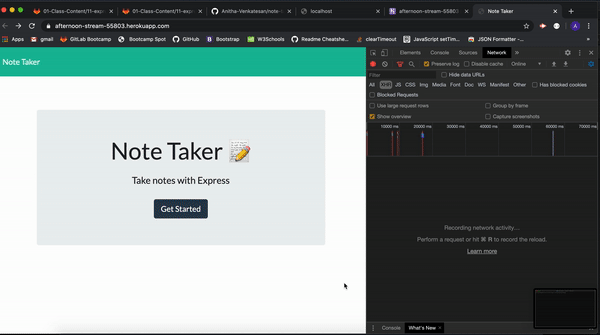 01-Class-Content/11-exp
01-Class-Content/11-exp
Anitha-Venkatesan/note-
localhost
afternoon-stream-55803
Note Taker
afternoon-stream-55803.herokuapp.com
Apps gmail GitLab Bootcamp Bootcamp Spot GitHub Bootstrap W3Schools Readme Cheatshe... clearTimeout JavaScript setTim... JSON Formatter -...
Note Taker
Note Taker
Take notes with Express
Get Started
Elements Console Sources Network
Preserve log Disable cache Online
Filter Hide data URLs
All XHR JS CSS Img Media Font Doc WS Manifest Other Has blocked cookies
Blocked Requests
Use large request rows Group by frame
Show overview Capture screenshots
10000 ms 20000 ms 30000 ms 40000 ms 50000 ms 60000 ms 70000 ms
Recording network activity...
Perform a request or hit ⌘ R to record the reload.
Learn more
Console What's New ×